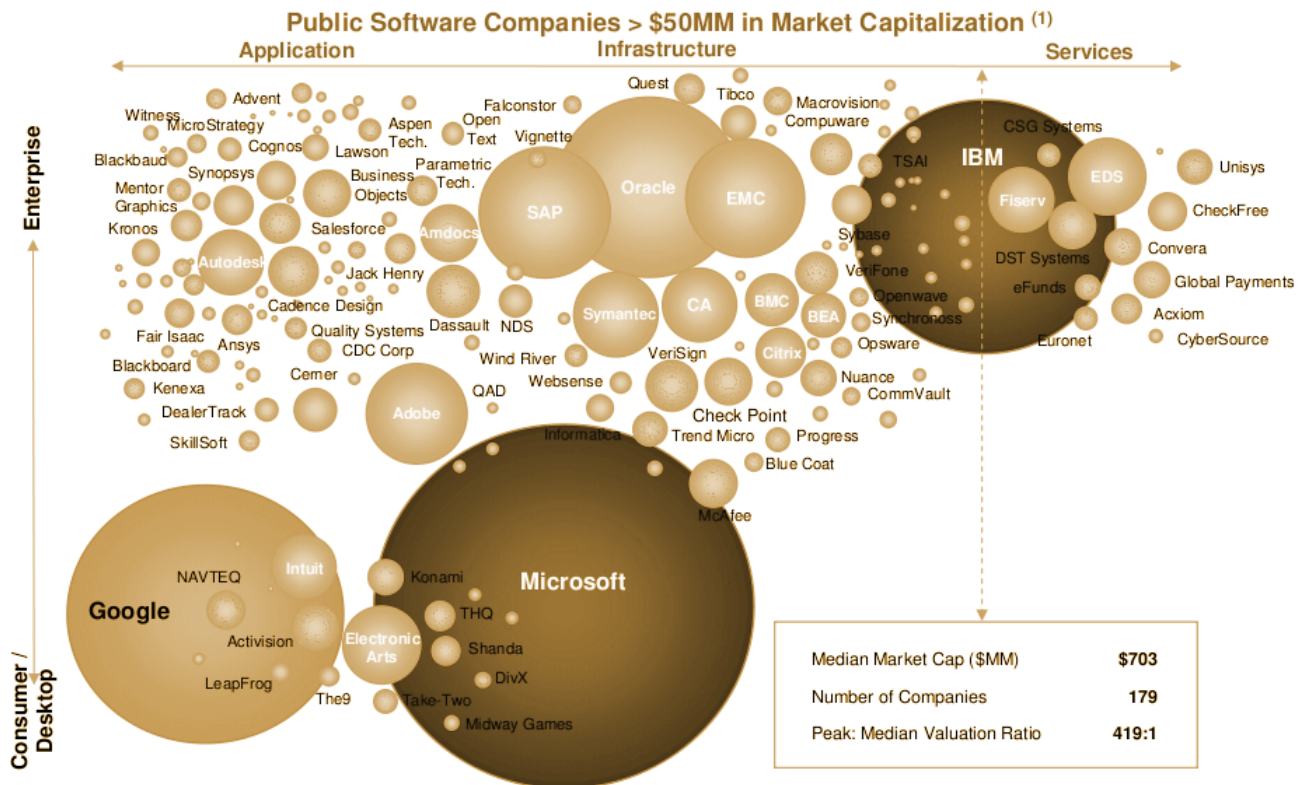 Public Software Companies > $50MM in Market Capitalization (1)
Application
Infrastructure
Services
Enterprise
Consumer /
Desktop
Quest
Tibco
Advent
Falconstor
Macrovision
Witness
MicroStrategy
Aspen
Tech.
Open
Text
Compuware
CSG Systems
Cognos
Lawson
Vignette
Blackbaud
Synopsys
Business
Objects
Parametric
Tech.
TSAI
IBM
EDS
Unisys
Mentor
Graphics
Oracle
EMC
Fiserv
SAP
CheckFree
Kronos
Salesforce
Amdocs
Sybase
Convera
Autodesk
Jack Henry
VeriFone
DST Systems
Global Payments
Cadence Design
Dassault
NDS
Symantec
CA
BMC
Openwave
eFunds
BEA
Synchronoss
Acxiom
Fair Isaac
Ansys
Quality Systems
CDC Corp
Wind River
VeriSign
Citrix
Opsware
Euronet
CyberSource
Blackboard
Cerner
Websense
Nuance
Kenexa
QAD
CommVault
DealerTrack
Adobe
Check Point
SkillSoft
Informatica
Trend Micro
Progress
Blue Coat
McAfee
Intuit
Konami
NAVTEQ
Microsoft
Google
THQ
Activision
Electronic
Arts
Shanda
LeapFrog
The9
DivX
Take-Two
Midway Games
Median Market Cap ($MM) $703
Number of Companies 179
Peak: Median Valuation Ratio 419:1